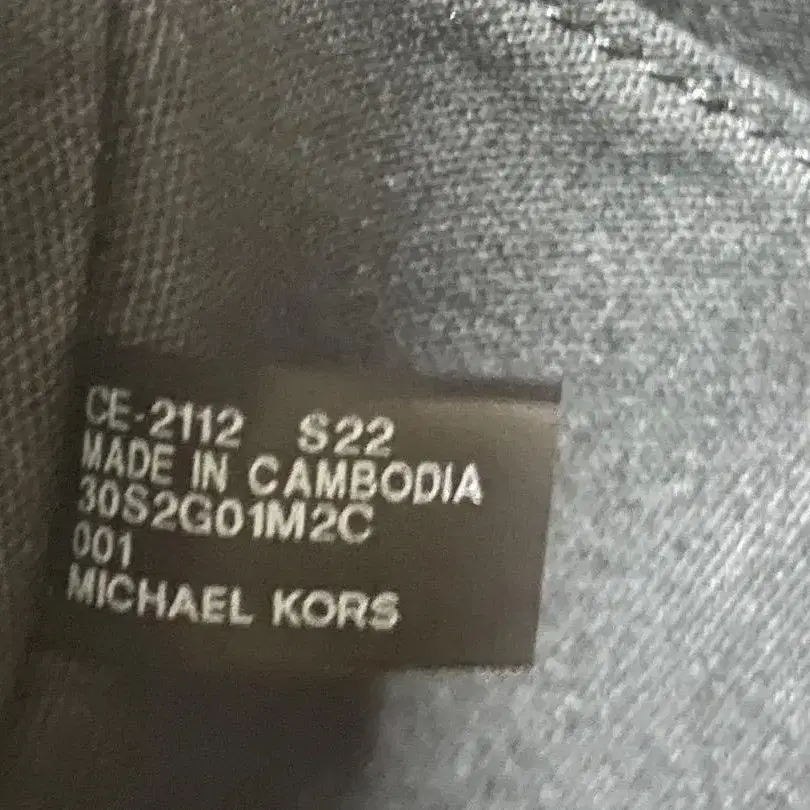 CE-2112 S22
MADE IN CAMBODIA
30S2G01M2C
001
MICHAEL KORS